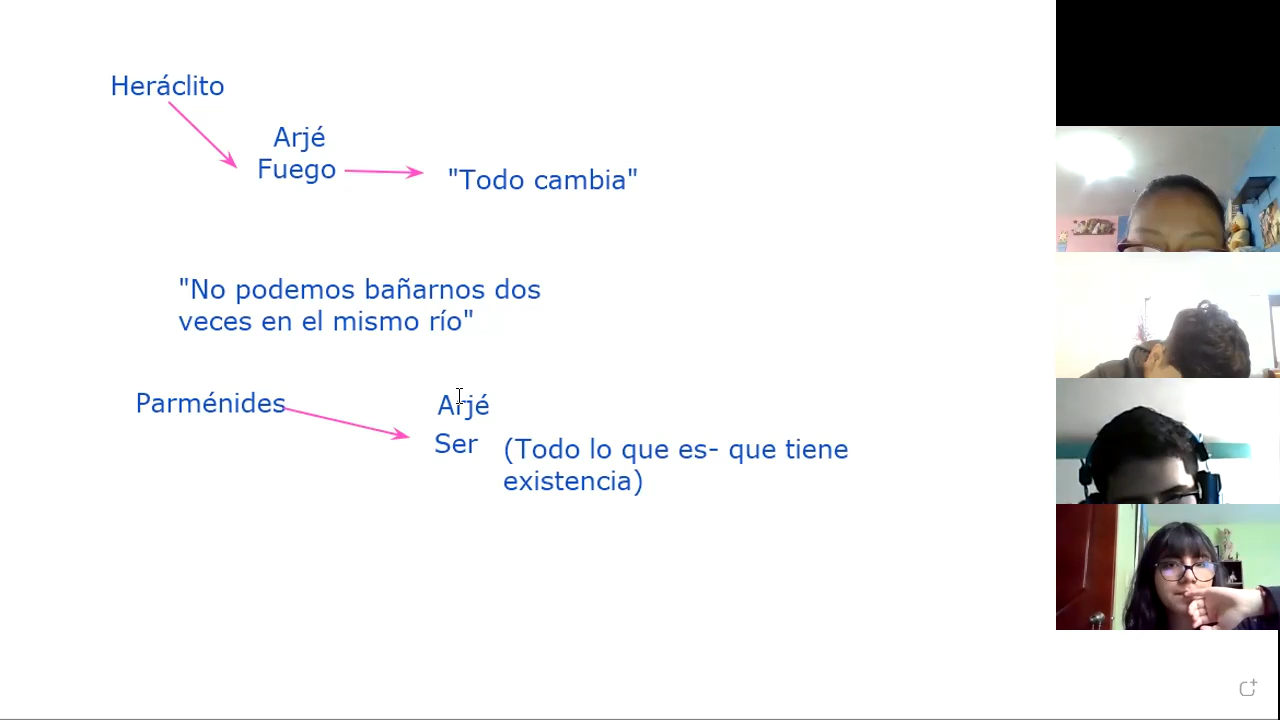 Heráclito
Arjé
Fuego
"Todo cambia"
"No podemos bañarnos dos
veces en el mismo río"
Parménides
Arjé
Ser
(Todo lo que es- que tiene
existencia)